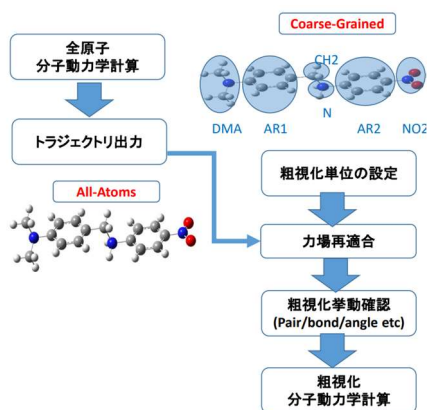 全原子
分子動力学計算
トラジェクトリ出力
All-Atoms
Coarse-Grained
CH2
N
DMA
AR1
AR2
NO2
粗視化単位の設定
力場再適合
粗視化挙動確認
(Pair/bond/angle etc)
粗視化
分子動力学計算